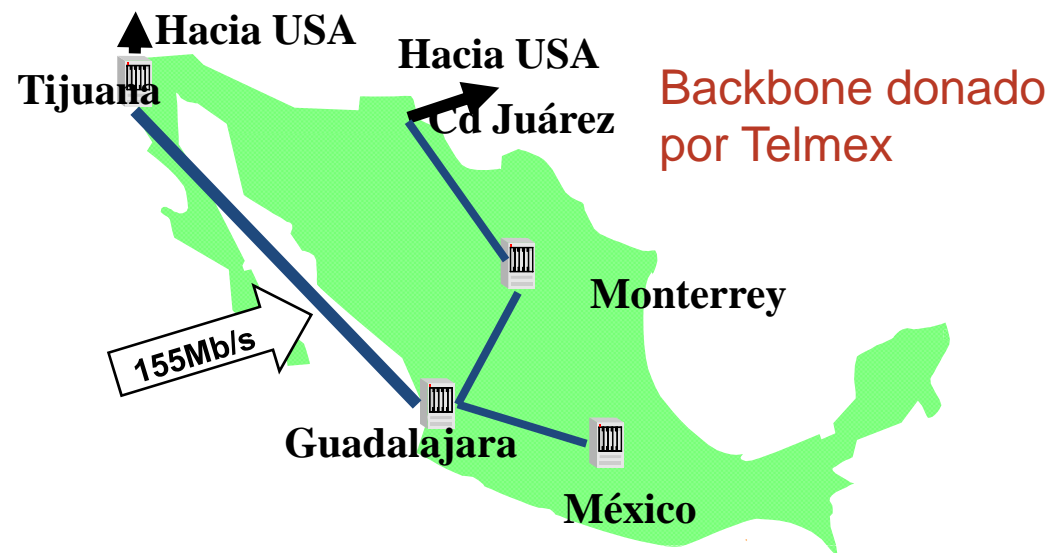 Hacia USA
Hacia USA
Tijuana
Cd Juárez
Backbone donado
por Telmex
Monterrey
155Mb/s
Guadalajara
México